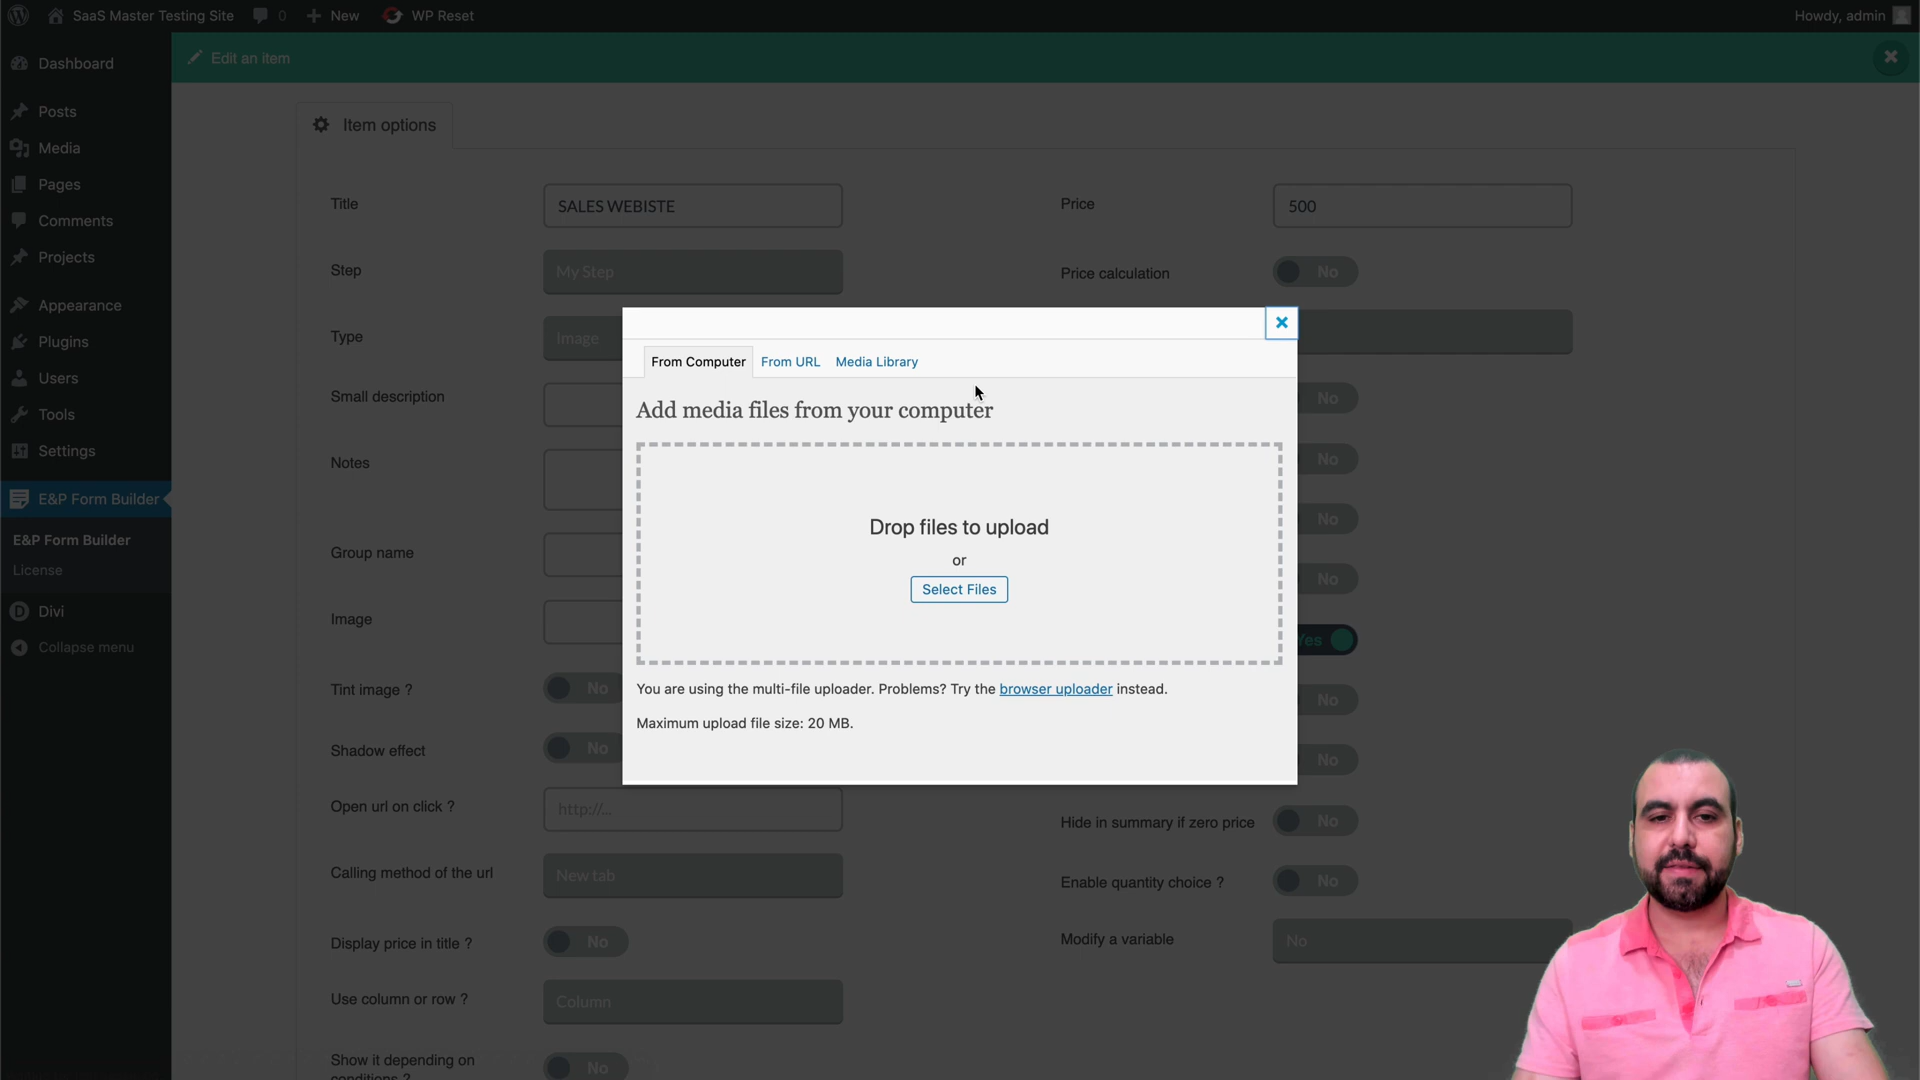 SaaS Master Testing Site 0 New WP Reset Howdy, admin
Edit an item
Dashboard
Posts
Media
Pages
Comments
Projects
Appearance
Plugins
Users
Tools
Settings
E&P Form Builder
E&P Form Builder
License
Divi
Collapse menu
Item options
Title SALES WEBISTE Price 500
Step My Step Price calculation No
Type Image
Small description No
Notes No
No
Group name No
Image Yes
Tint image ? No No
Shadow effect No No
Open url on click ? http://... Hide in summary if zero price No
Calling method of the url New tab Enable quantity choice ? No
Display price in title ? No Modify a variable No
Use column or row ? Column
Show it depending on
conditions ? No
From Computer From URL Media Library
Add media files from your computer
Drop files to upload
or
Select Files
You are using the multi-file uploader. Problems? Try the browser uploader instead.
Maximum upload file size: 20 MB.